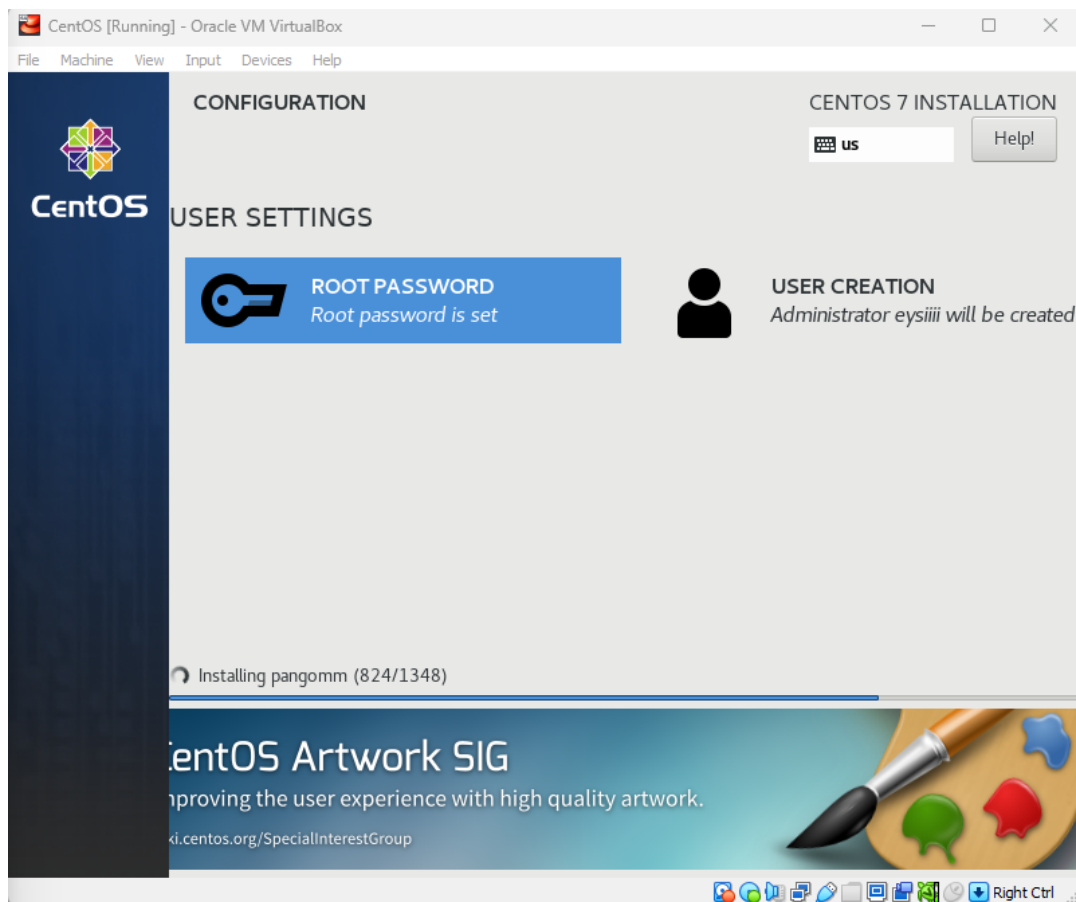 CentOS [Running] - Oracle VM VirtualBox
File Machine View Input Devices Help
CentOS
CONFIGURATION
CENTOS 7 INSTALLATION
us
Help!
USER SETTINGS
ROOT PASSWORD
Root password is set
USER CREATION
Administrator eysiiii will be created
Installing pangomm (824/1348)
entOS Artwork SIG
nproving the user experience with high quality artwork.
ki.centos.org/SpecialInterestGroup
Right Ctrl